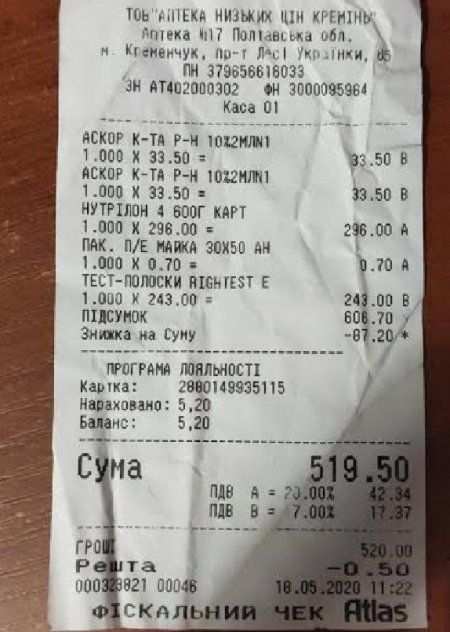 ТОВ"АПТЕКА НИЗЬКИХ ЦІН КРЕМІНЬ"
Аптека №17 Полтавська обл.
м. Кременчук, пр-т Лесі Українки, 86
ПН 379656616033
ЗН АТ402000302 ФН 3000095964
Каса 01
АСКОР К-ТА Р-Н 10%2МЛN1
1.000 X 33.50 = 33.50 В
АСКОР К-ТА Р-Н 10%2МЛN1
1.000 X 33.50 = 33.50 В
НУТРІЛОН 4 600Г КАРТ
1.000 X 296.00 = 296.00 А
ПАК. П/Е МАЙКА 30X50 АН
1.000 X 0.70 = 0.70 А
ТЕСТ-ПОЛОСКИ RIGHTEST E
1.000 X 243.00 = 243.00 В
ПІДСУМОК 606.70
Знижка на Суму -87.20 *
ПРОГРАМА ЛОЯЛЬНОСТІ
Картка: 2880149935115
Нараховано: 5,20
Баланс: 5,20
Сума 519.50
ПДВ А = 20.00% 42.34
ПДВ В = 7.00% 17.37
ГРОШІ 520.00
Решта -0.50
000323821 00046 18.05.2020 11:22
ФІСКАЛЬНИЙ ЧЕК Atlas